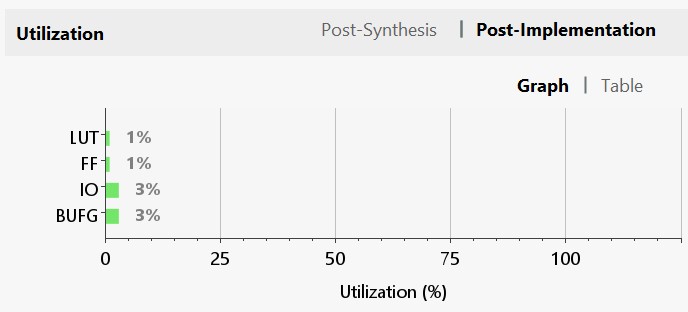 Utilization
Post-Synthesis | Post-Implementation
Graph | Table
LUT 1%
FF 1%
IO 3%
BUFG 3%
0 25 50 75 100
Utilization (%)